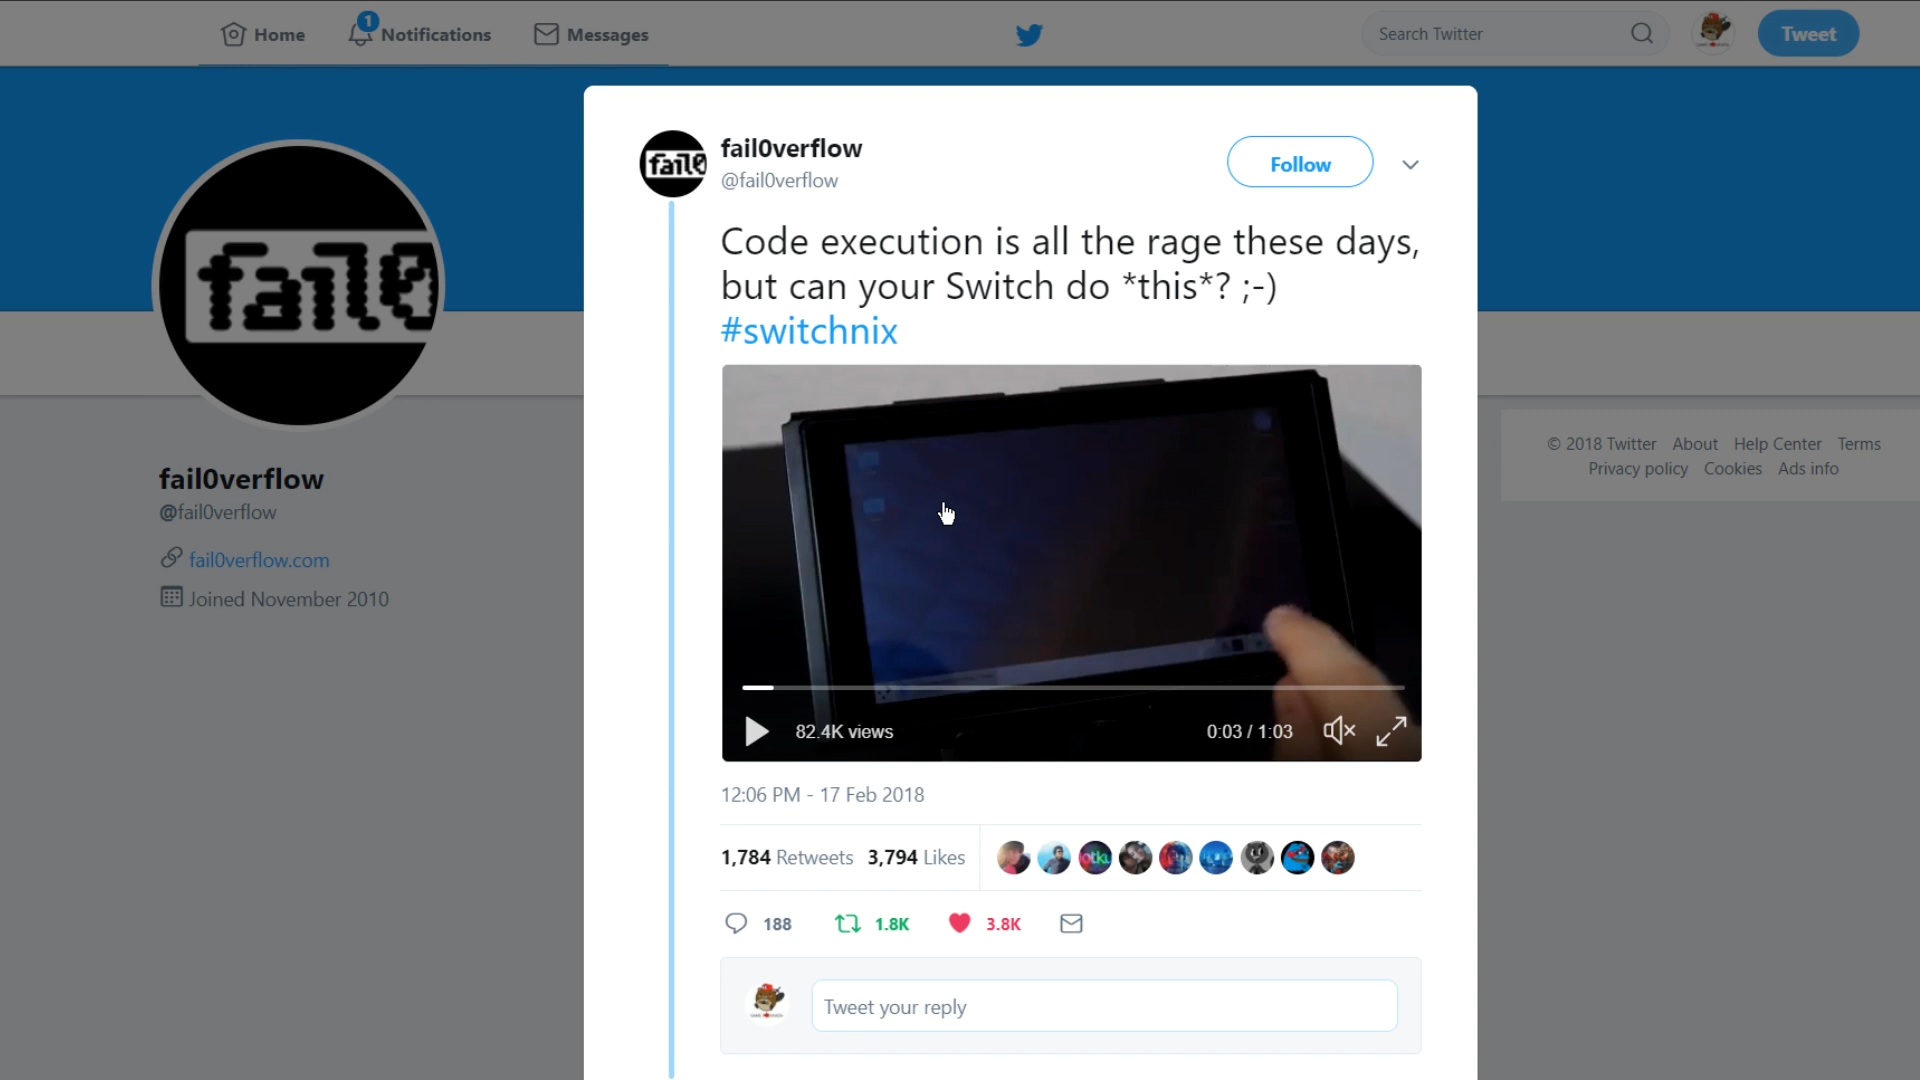 Home
1
Notifications
Messages
Search Twitter
Tweet
fail0
fail0verflow
@fail0verflow
fail0verflow.com
Joined November 2010
fail0
fail0verflow
@fail0verflow
Follow
Code execution is all the rage these days,
but can your Switch do *this*? ;-)
#switchnix
82.4K views
0:03 / 1:03
12:06 PM - 17 Feb 2018
1,784 Retweets 3,794 Likes
188
1.8K
3.8K
Tweet your reply
© 2018 Twitter About Help Center Terms
Privacy policy Cookies Ads info